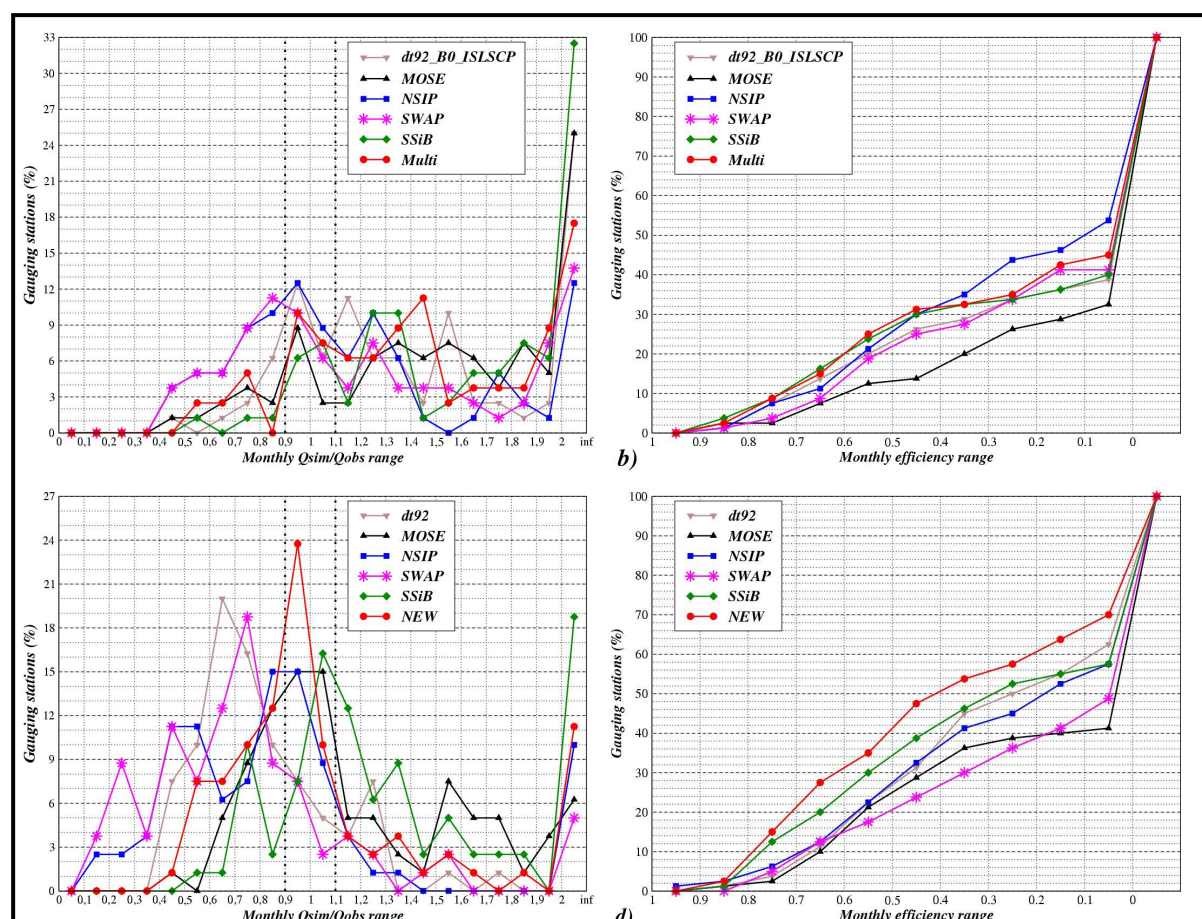 33
30
27
24
21
18
15
12
9
6
3
0
Gauging stations (%)
dt92_B0_ISLSCP
MOSE
NSIP
SWAP
SSiB
Multi
0 0,1 0,2 0,3 0,4 0,5 0,6 0,7 0,8 0,9 1 1,1 1,2 1,3 1,4 1,5 1,6 1,7 1,8 1,9 2 inf
Monthly Qsim/Qobs range
100
90
80
70
60
50
40
30
20
10
0
Gauging stations (%)
dt92_B0_ISLSCP
MOSE
NSIP
SWAP
SSiB
Multi
1 0.9 0.8 0.7 0.6 0.5 0.4 0.3 0.2 0.1 0
b)
Monthly efficiency range
27
24
21
18
15
12
9
6
3
0
Gauging stations (%)
dt92
MOSE
NSIP
SWAP
SSiB
NEW
0 0,1 0,2 0,3 0,4 0,5 0,6 0,7 0,8 0,9 1 1,1 1,2 1,3 1,4 1,5 1,6 1,7 1,8 1,9 2 inf
Monthly Qsim/Qobs range
100
90
80
70
60
50
40
30
20
10
0
Gauging stations (%)
dt92
MOSE
NSIP
SWAP
SSiB
NEW
1 0.9 0.8 0.7 0.6 0.5 0.4 0.3 0.2 0.1 0
d)
Monthly efficiency range